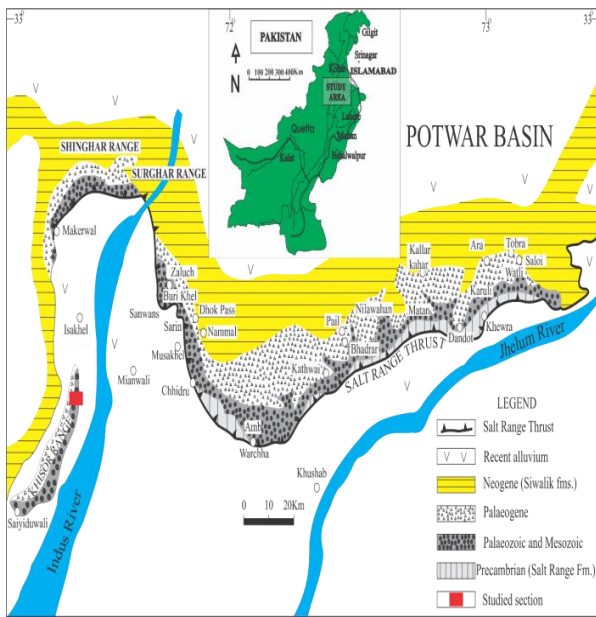 33°
72°
73°
33°
PAKISTAN
N
0 100 200 300 400Km
Gilgit
Srinagar
Kohat
ISLAMABAD
STUDY
AREA
Lahore
Quetta
Multan
Kalat
Bahalwalpur
POTWAR BASIN
SHINGHAR RANGE
SURGHAR RANGE
Makerwal
Zaluch
Buri Khel
Sanwans
Dhok Pass
Sarin
Nammal
Isakhel
Musakhel
Mianwali
Chhidru
Kallar
kahar
Ara
Tobra
Saloi
Watli
Karuli
Nilawahan
Pail
Matan
Bhadrar
Dandot
Khewra
Kathwai
SALT RANGE THRUST
Jhelum River
Amb
Warchha
Khushab
KHISOR RANGE
Saiyiduwali
Indus River
0 20Km
LEGEND
Salt Range Thrust
Recent alluvium
Neogene (Siwalik fms.)
Palaeogene
Palaeozoic and Mesozoic
Precambrian (Salt Range Fm.)
Studied section